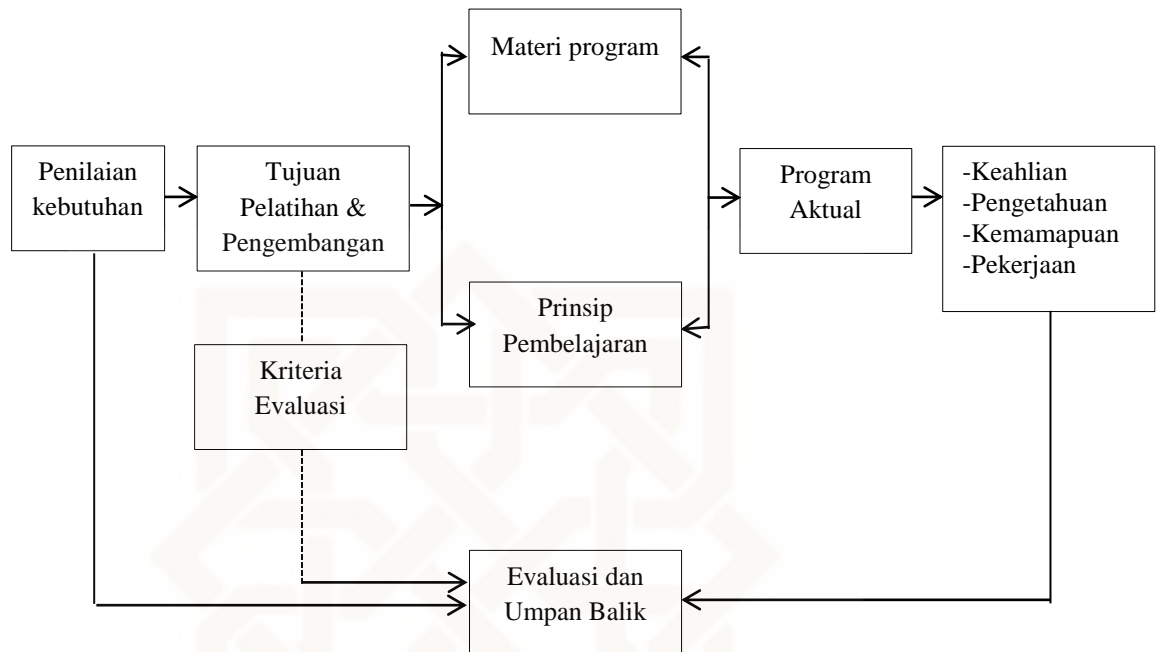 Materi program
Penilaian
kebutuhan
Tujuan
Pelatihan &
Pengembangan
Program
Aktual
-Keahlian
-Pengetahuan
-Kemamapuan
-Pekerjaan
Prinsip
Pembelajaran
Kriteria
Evaluasi
Evaluasi dan
Umpan Balik